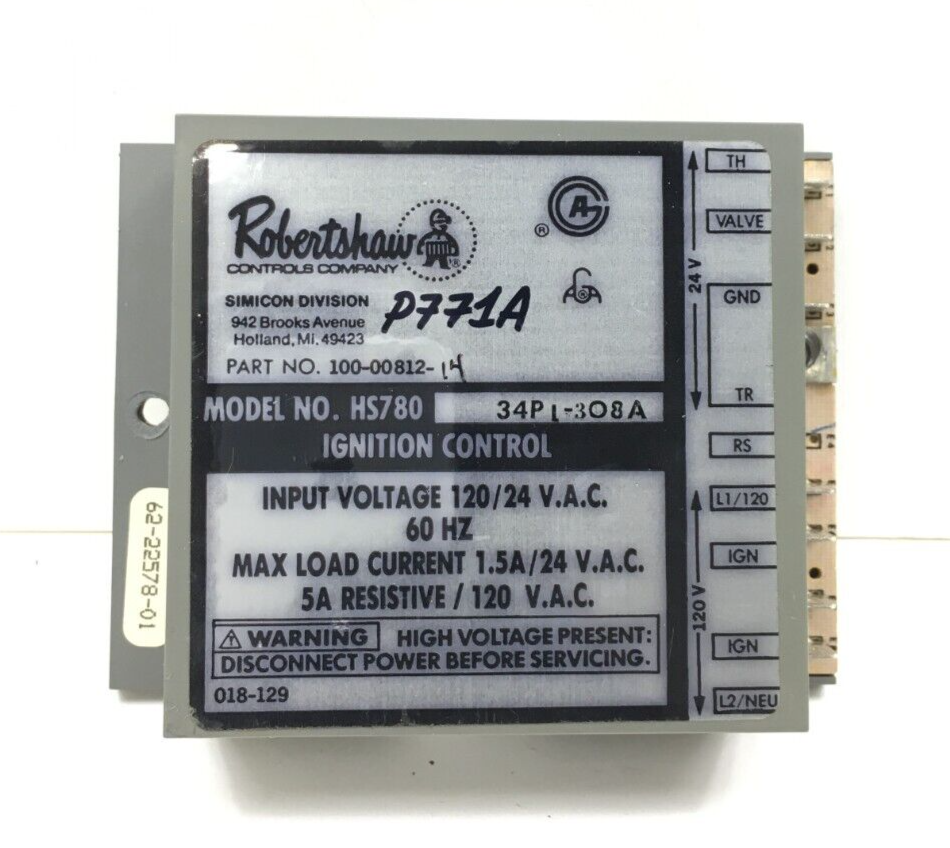 Robertshaw
CONTROLS COMPANY
SIMICON DIVISION
942 Brooks Avenue
Holland, Mi. 49423
P771A
PART NO. 100-00812-14
MODEL NO. HS780 34PL-308A
IGNITION CONTROL
INPUT VOLTAGE 120/24 V.A.C.
60 HZ
MAX LOAD CURRENT 1.5A/24 V.A.C.
5A RESISTIVE / 120 V.A.C.
⚠ WARNING HIGH VOLTAGE PRESENT:
DISCONNECT POWER BEFORE SERVICING.
018-129
24V
TH
VALVE
GND
TR
RS
120V
L1/120
IGN
IGN
L2/NEU
62-22578-01